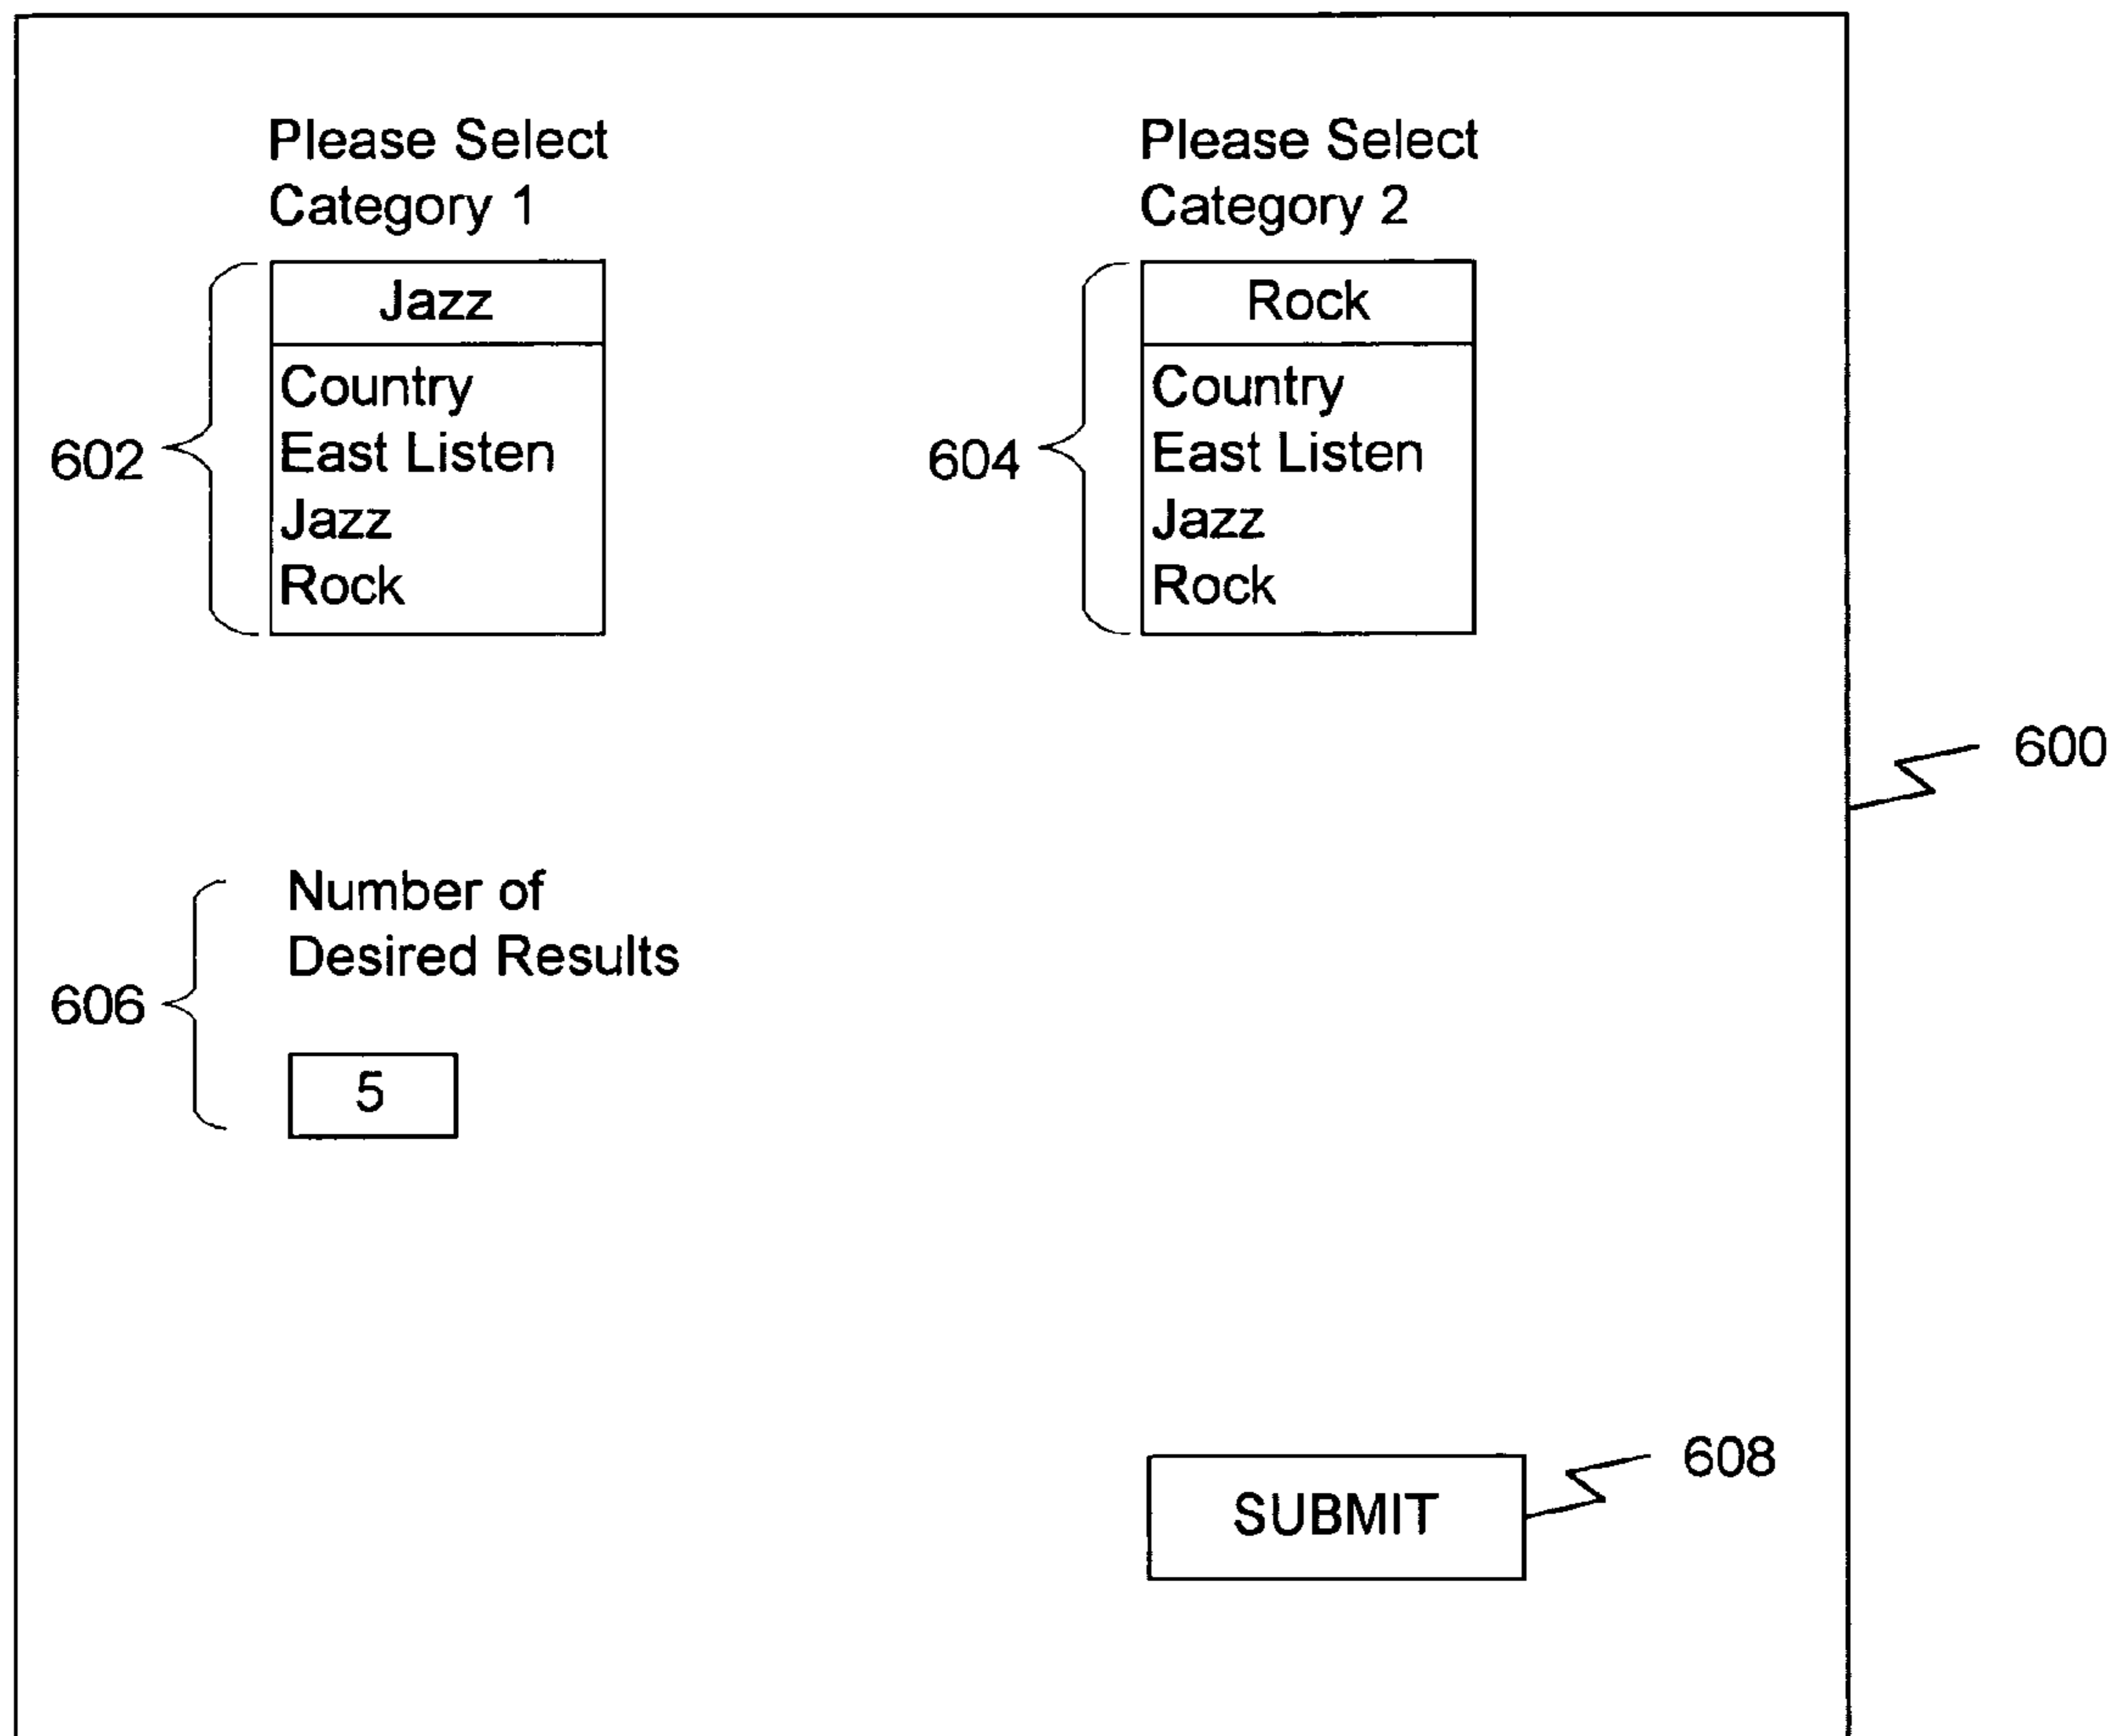 Please Select
Category 1
Jazz
Country
East Listen
Jazz
Rock
602
Please Select
Category 2
Rock
Country
East Listen
Jazz
Rock
604
600
Number of
Desired Results
606
5
SUBMIT
608